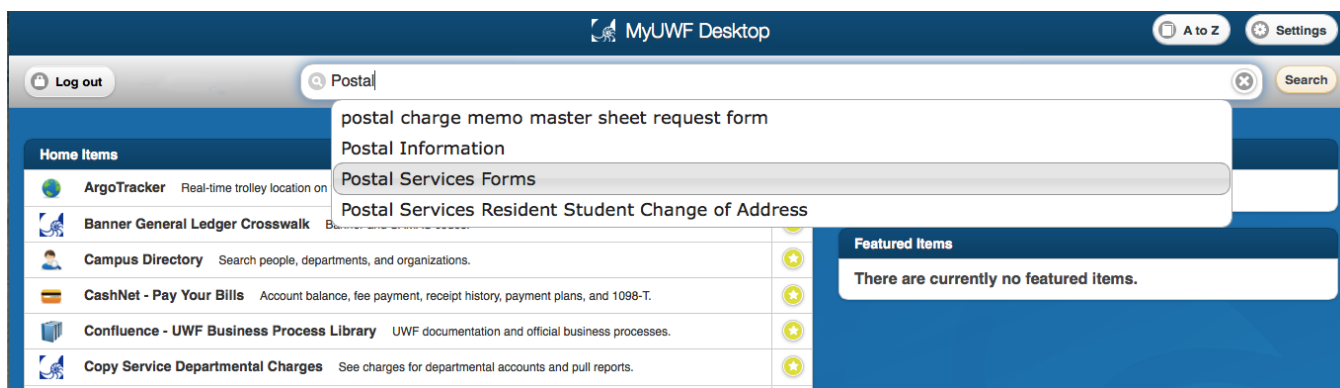 MyUWF Desktop
A to Z
Settings
Log out
Postal
Search
postal charge memo master sheet request form
Postal Information
Postal Services Forms
Postal Services Resident Student Change of Address
Home Items
ArgoTracker Real-time trolley location on
Banner General Ledger Crosswalk
Campus Directory Search people, departments, and organizations.
CashNet - Pay Your Bills Account balance, fee payment, receipt history, payment plans, and 1098-T.
Confluence - UWF Business Process Library UWF documentation and official business processes.
Copy Service Departmental Charges See charges for departmental accounts and pull reports.
Featured Items
There are currently no featured items.